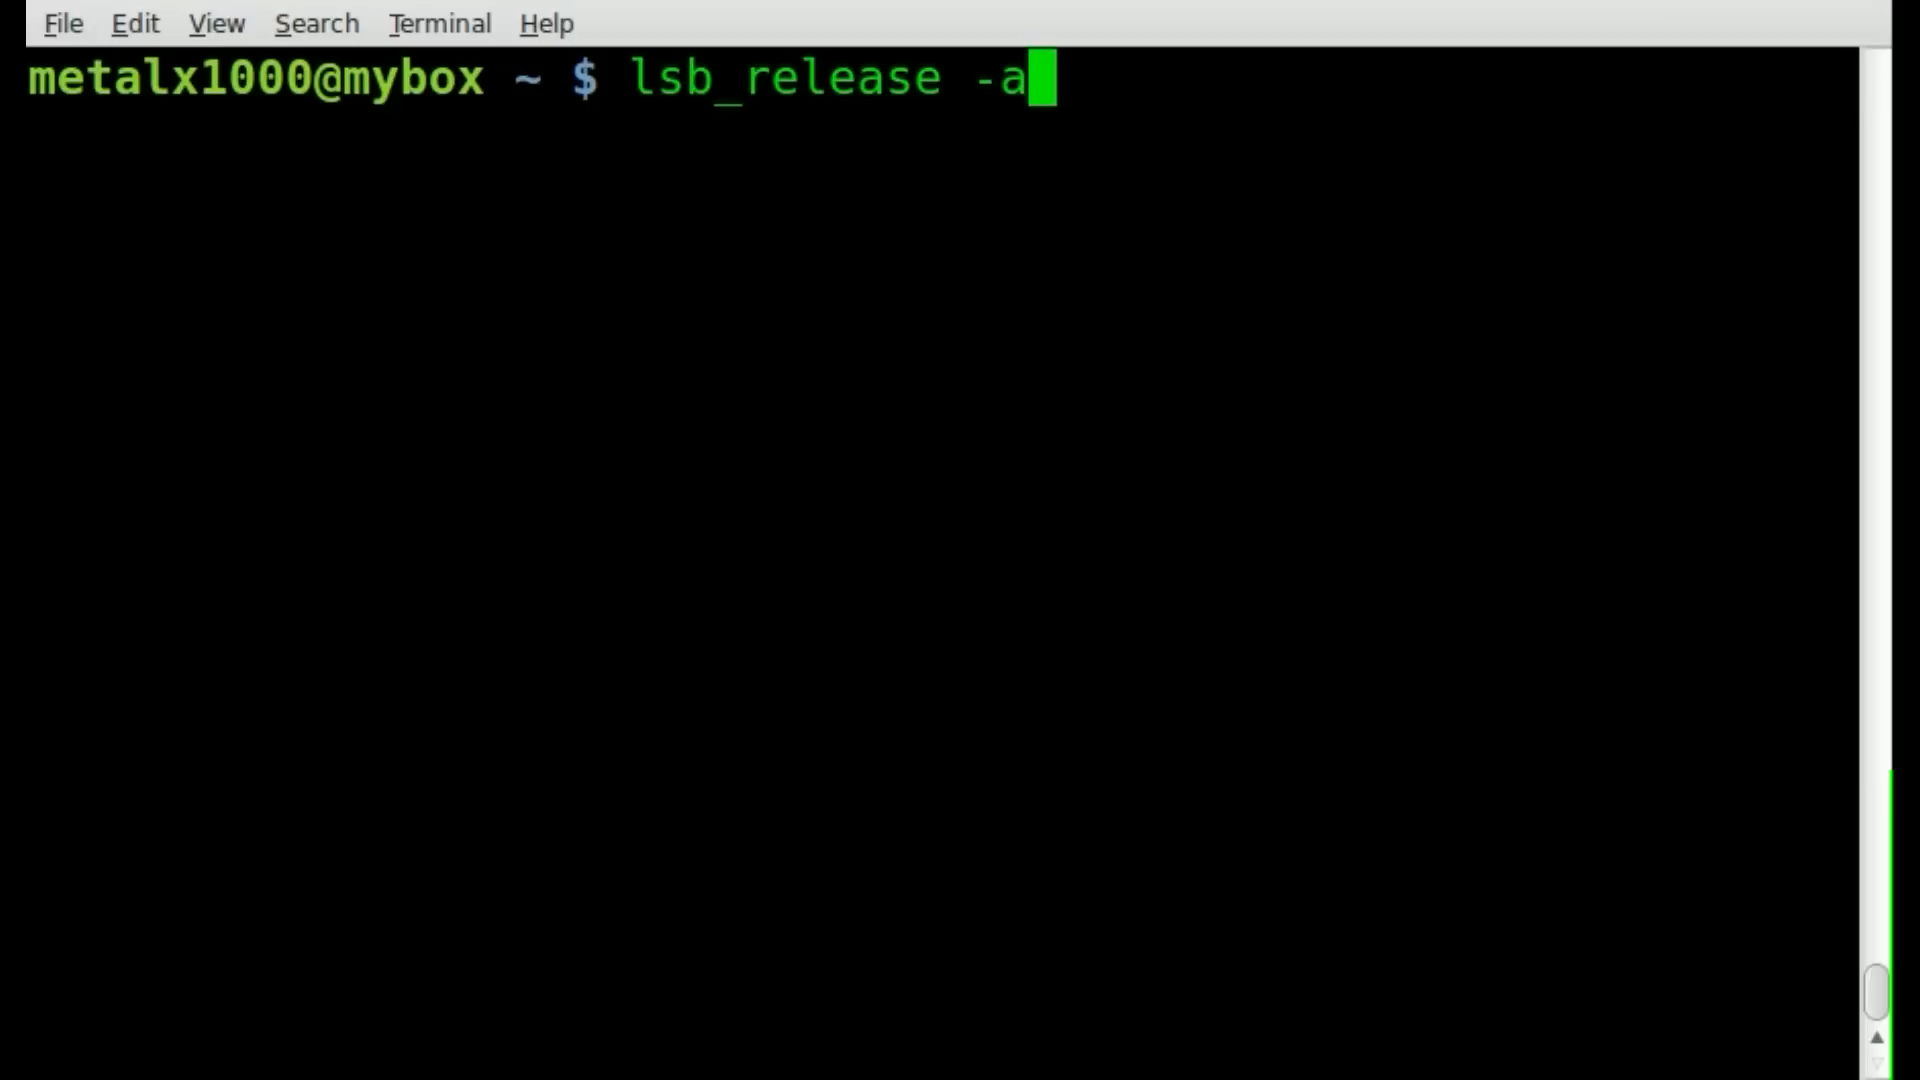 File Edit View Search Terminal Help
metalx1000@mybox ~ $ lsb_release -a